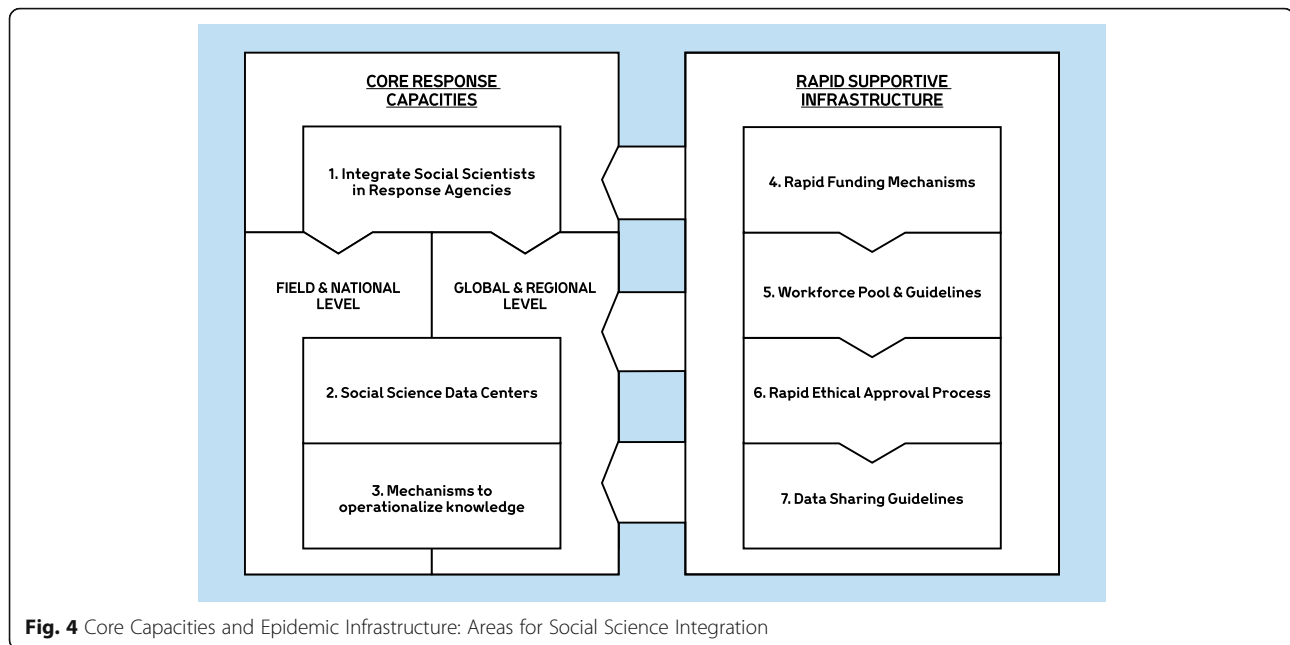 CORE RESPONSE
CAPACITIES
1. Integrate Social Scientists
in Response Agencies
FIELD & NATIONAL
LEVEL
GLOBAL & REGIONAL
LEVEL
2. Social Science Data Centers
3. Mechanisms to
operationalize knowledge
RAPID SUPPORTIVE
INFRASTRUCTURE
4. Rapid Funding Mechanisms
5. Workforce Pool & Guidelines
6. Rapid Ethical Approval Process
7. Data Sharing Guidelines
Fig. 4 Core Capacities and Epidemic Infrastructure: Areas for Social Science Integration